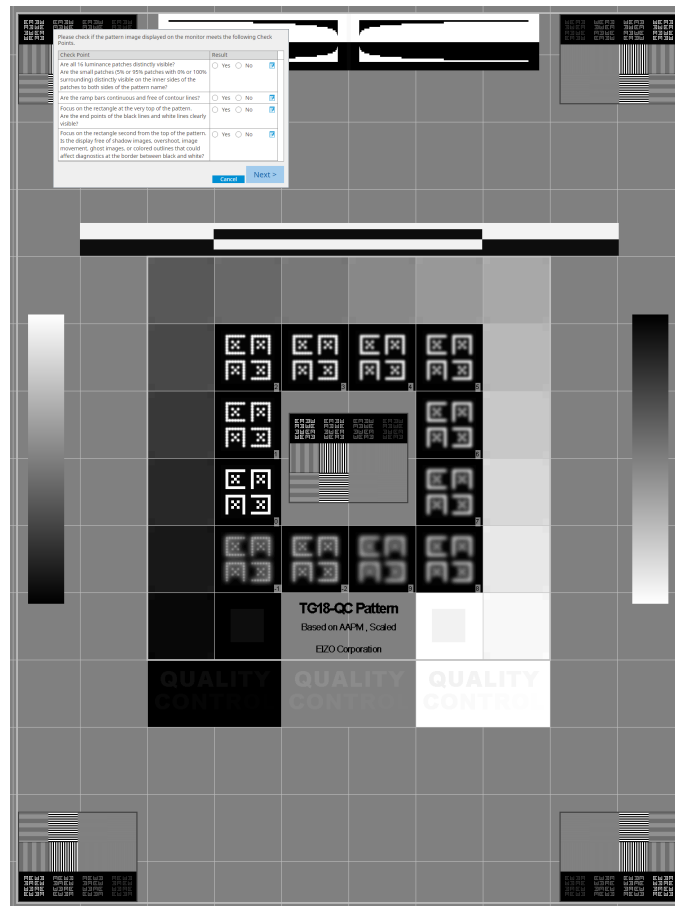 Please check if the pattern image displayed on the monitor meets the following Check
Points.
Check Point Result
Are all 16 luminance patches distinctly visible? Yes No
Are the small patches (5% or 95% patches with 0% or 100%
surrounding) distinctly visible on the inner sides of the
patches to both sides of the pattern name?
Are the ramp bars continuous and free of contour lines? Yes No
Focus on the rectangle at the very top of the pattern. Yes No
Are the end points of the black lines and white lines clearly
visible?
Focus on the rectangle second from the top of the pattern. Yes No
Is the display free of shadow images, overshoot, image
movement, ghost images, or colored outlines that could
affect diagnostics at the border between black and white?
Cancel Next >
TG18-QC Pattern
Based on AAPM , Scaled
EIZO Corporation
QUALITY QUALITY QUALITY
CONTR CONTR CONTR